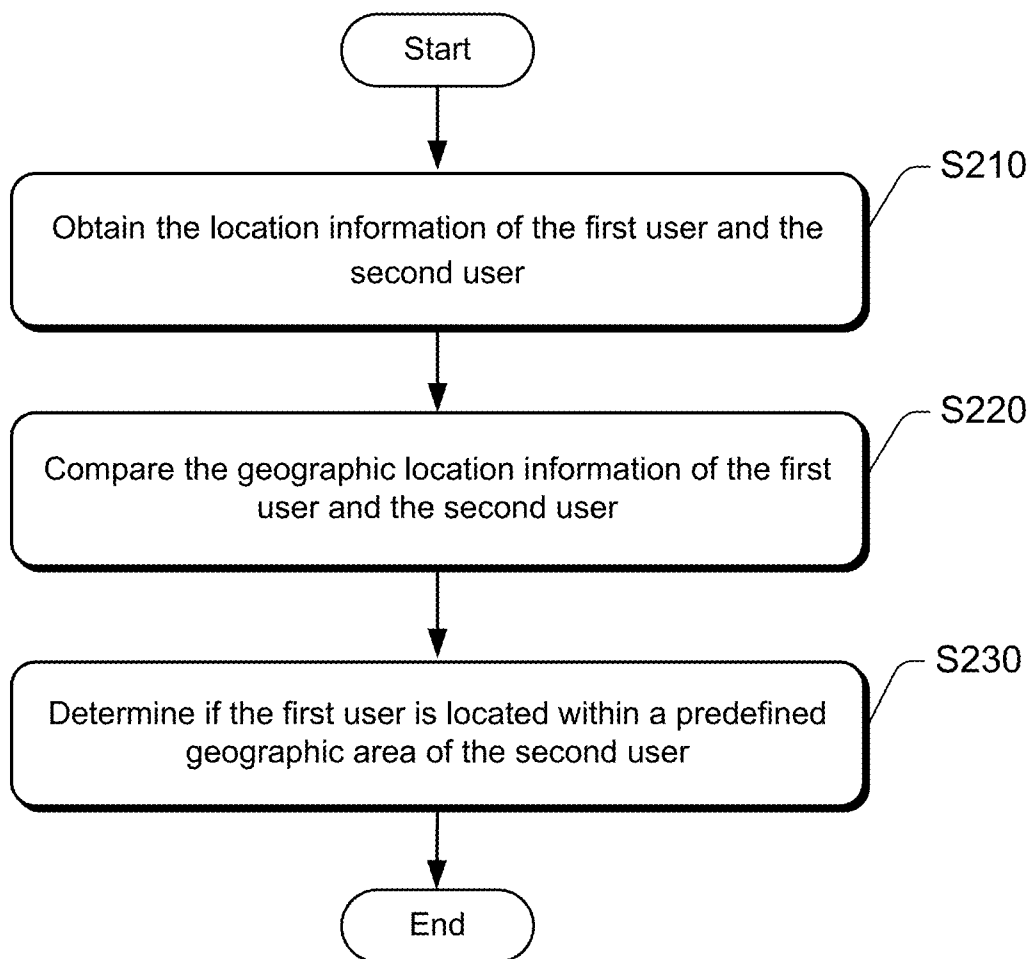 Start
S210
Obtain the location information of the first user and the
second user
S220
Compare the geographic location information of the first
user and the second user
S230
Determine if the first user is located within a predefined
geographic area of the second user
End